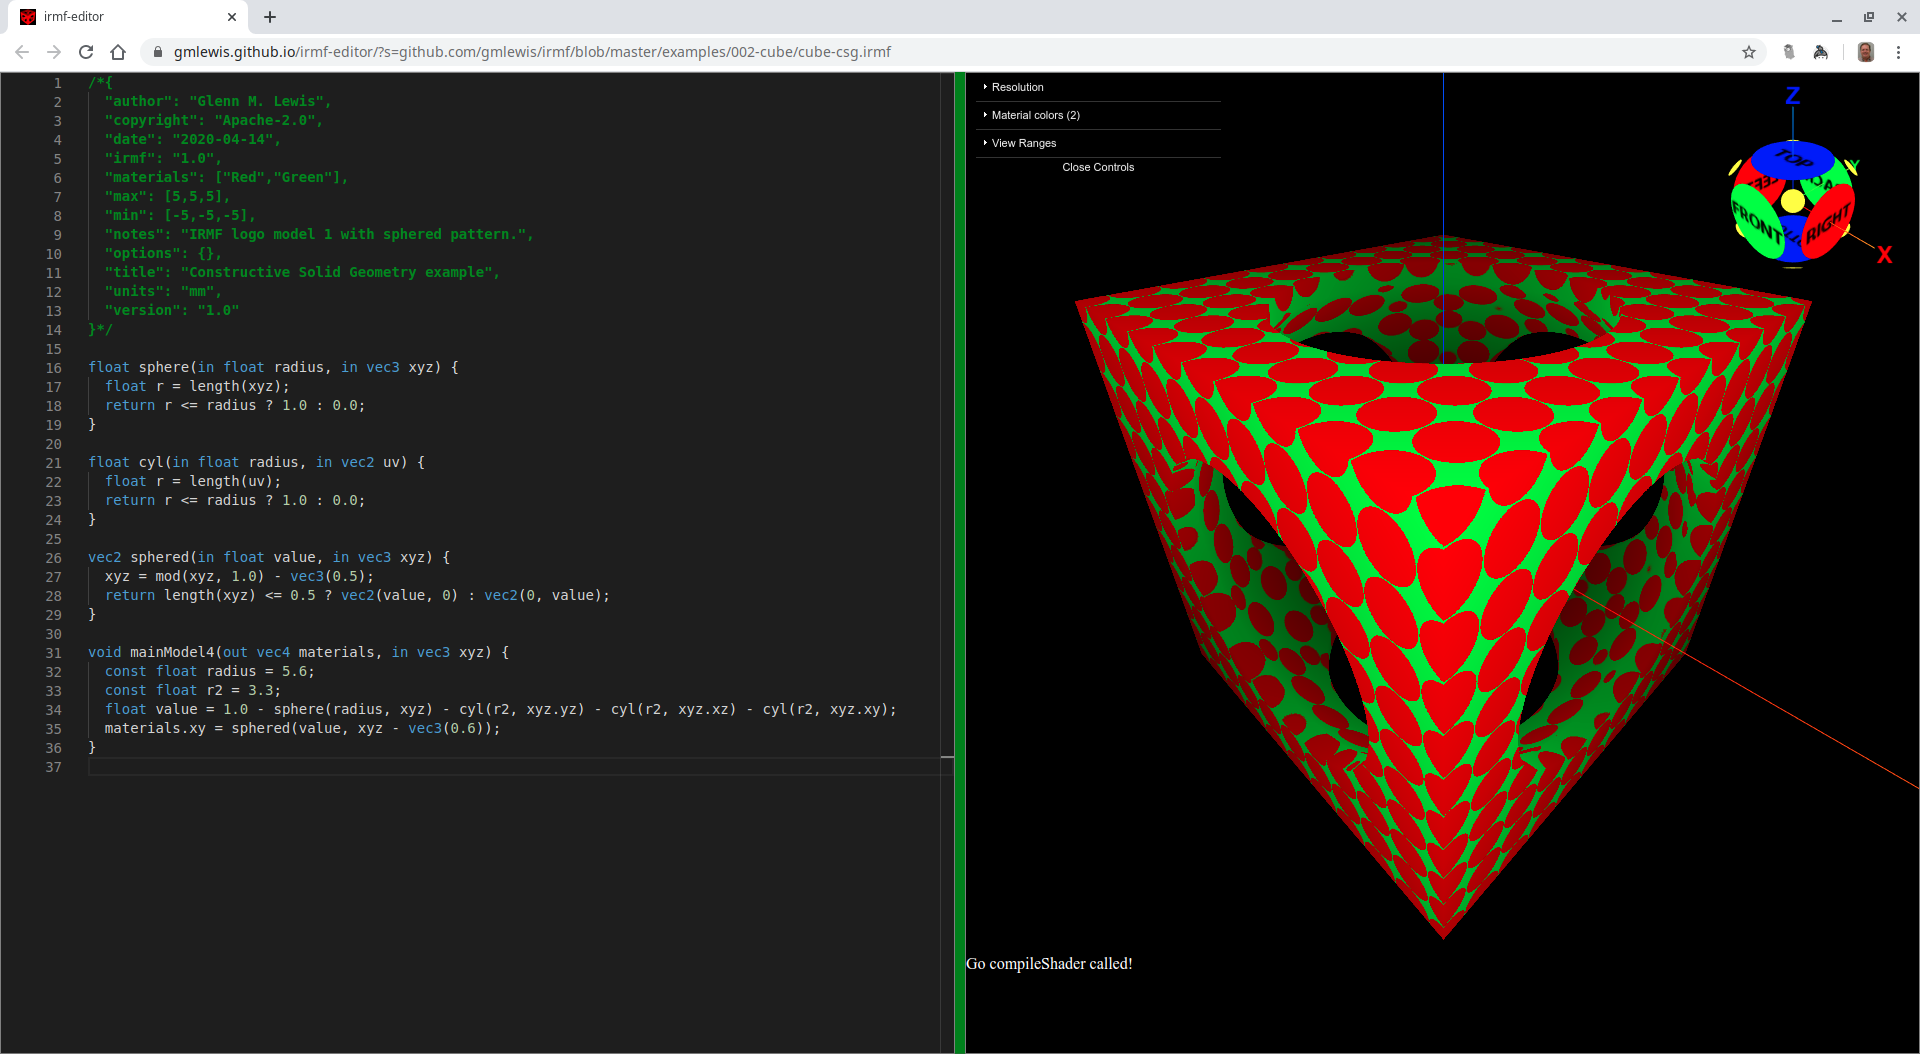 irmf-editor
gmlewis.github.io/irmf-editor/?s=github.com/gmlewis/irmf/blob/master/examples/002-cube/cube-csg.irmf
1 /*{
2 "author": "Glenn M. Lewis",
3 "copyright": "Apache-2.0",
4 "date": "2020-04-14",
5 "irmf": "1.0",
6 "materials": ["Red","Green"],
7 "max": [5,5,5],
8 "min": [-5,-5,-5],
9 "notes": "IRMF logo model 1 with sphered pattern.",
10 "options": {},
11 "title": "Constructive Solid Geometry example",
12 "units": "mm",
13 "version": "1.0"
14 }*/
15
16 float sphere(in float radius, in vec3 xyz) {
17 float r = length(xyz);
18 return r <= radius ? 1.0 : 0.0;
19 }
20
21 float cyl(in float radius, in vec2 uv) {
22 float r = length(uv);
23 return r <= radius ? 1.0 : 0.0;
24 }
25
26 vec2 sphered(in float value, in vec3 xyz) {
27 xyz = mod(xyz, 1.0) - vec3(0.5);
28 return length(xyz) <= 0.5 ? vec2(value, 0) : vec2(0, value);
29 }
30
31 void mainModel4(out vec4 materials, in vec3 xyz) {
32 const float radius = 5.6;
33 const float r2 = 3.3;
34 float value = 1.0 - sphere(radius, xyz) - cyl(r2, xyz.yz) - cyl(r2, xyz.xz) - cyl(r2, xyz.xy);
35 materials.xy = sphered(value, xyz - vec3(0.6));
36 }
37
Resolution
Material colors (2)
View Ranges
Close Controls
Z
TOP
Y
FRONT
RIGHT
X
Go compileShader called!